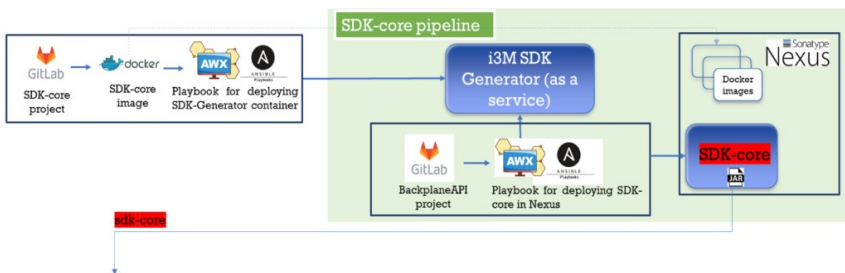 SDK-core pipeline
GitLab
SDK-core
project
docker
SDK-core
image
AWX
A
ANSIBLE
Playbooks
Playbook for deploying
SDK-Generator container
i3M SDK
Generator (as a
service)
Sonatype
Nexus
Docker
images
GitLab
BackplaneAPI
project
AWX
A
ANSIBLE
Playbooks
Playbook for deploying SDK-
core in Nexus
SDK-core
JAR
sdk-core